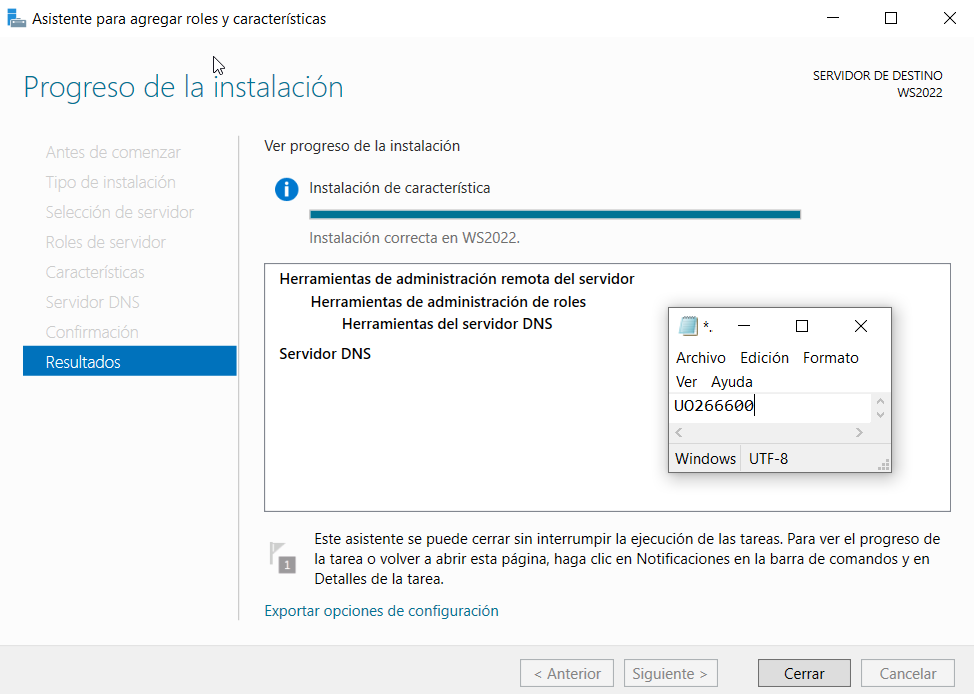 Asistente para agregar roles y características
Progreso de la instalación
SERVIDOR DE DESTINO
WS2022
Antes de comenzar
Tipo de instalación
Selección de servidor
Roles de servidor
Características
Servidor DNS
Confirmación
Resultados
Ver progreso de la instalación
Instalación de característica
Instalación correcta en WS2022.
Herramientas de administración remota del servidor
Herramientas de administración de roles
Herramientas del servidor DNS
Servidor DNS
*.
Archivo Edición Formato
Ver Ayuda
UO266600
Windows UTF-8
1
Este asistente se puede cerrar sin interrumpir la ejecución de las tareas. Para ver el progreso de
la tarea o volver a abrir esta página, haga clic en Notificaciones en la barra de comandos y en
Detalles de la tarea.
Exportar opciones de configuración
< Anterior Siguiente > Cerrar Cancelar